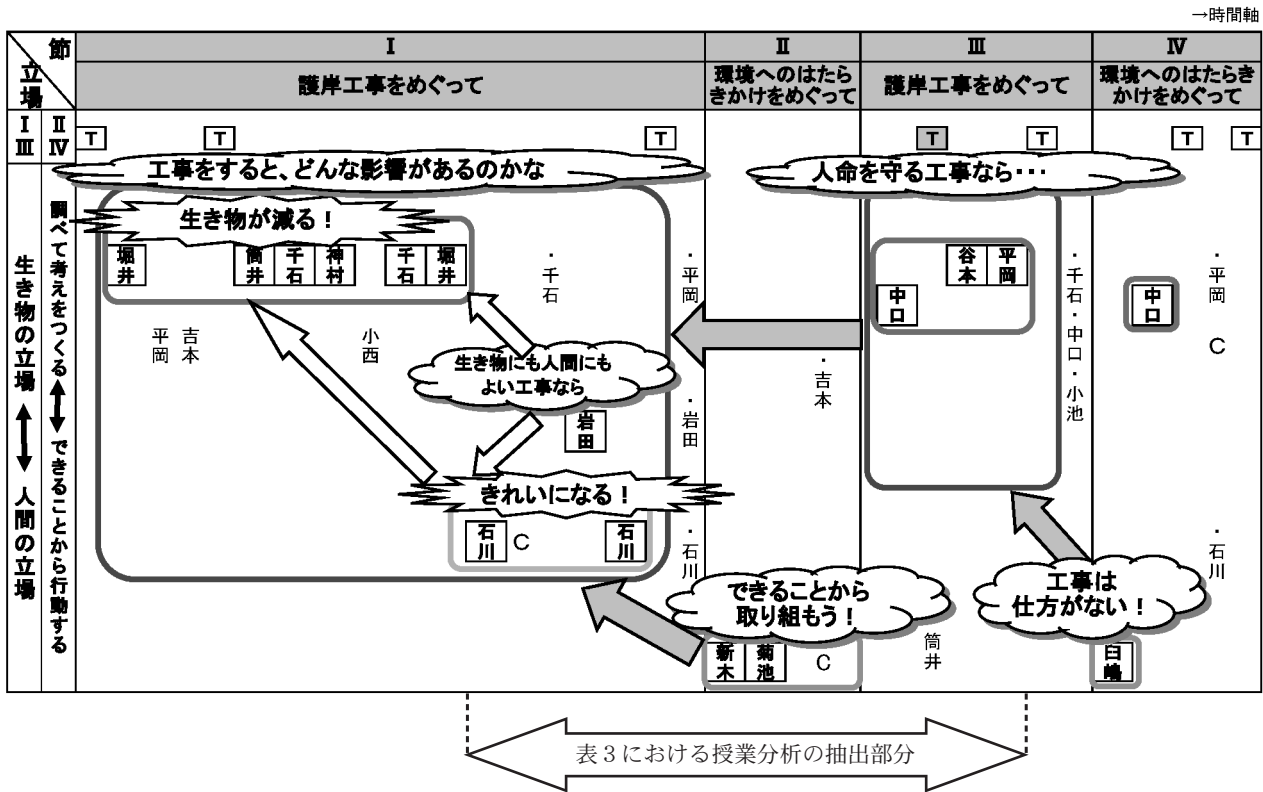 →時間軸
節
立場
Ⅰ
Ⅱ
Ⅲ
Ⅳ
護岸工事をめぐって
環境へのはたら
きかけをめぐって
護岸工事をめぐって
環境へのはたらき
かけをめぐって
Ⅰ
Ⅲ
Ⅱ
Ⅳ
T
T
T
T
T
T
T
生き物の立場 ⟷ 人間の立場
調べて考えをつくる ⟷ できることから行動する
工事をすると、どんな影響があるのかな
生き物が減る！
堀井
筒井
千石
神村
千石
堀井
平岡
吉本
小西
・千石
・平岡
生き物にも人間にも
よい工事なら
岩田
・岩田
きれいになる！
石川
C
石川
・石川
できることから
取り組もう！
新木
菊池
C
・吉本
人命を守る工事なら・・・
中口
谷本
平岡
・千石・中口・小池
筒井
工事は
仕方がない！
臼嶋
中口
・平岡
C
・石川
表３における授業分析の抽出部分